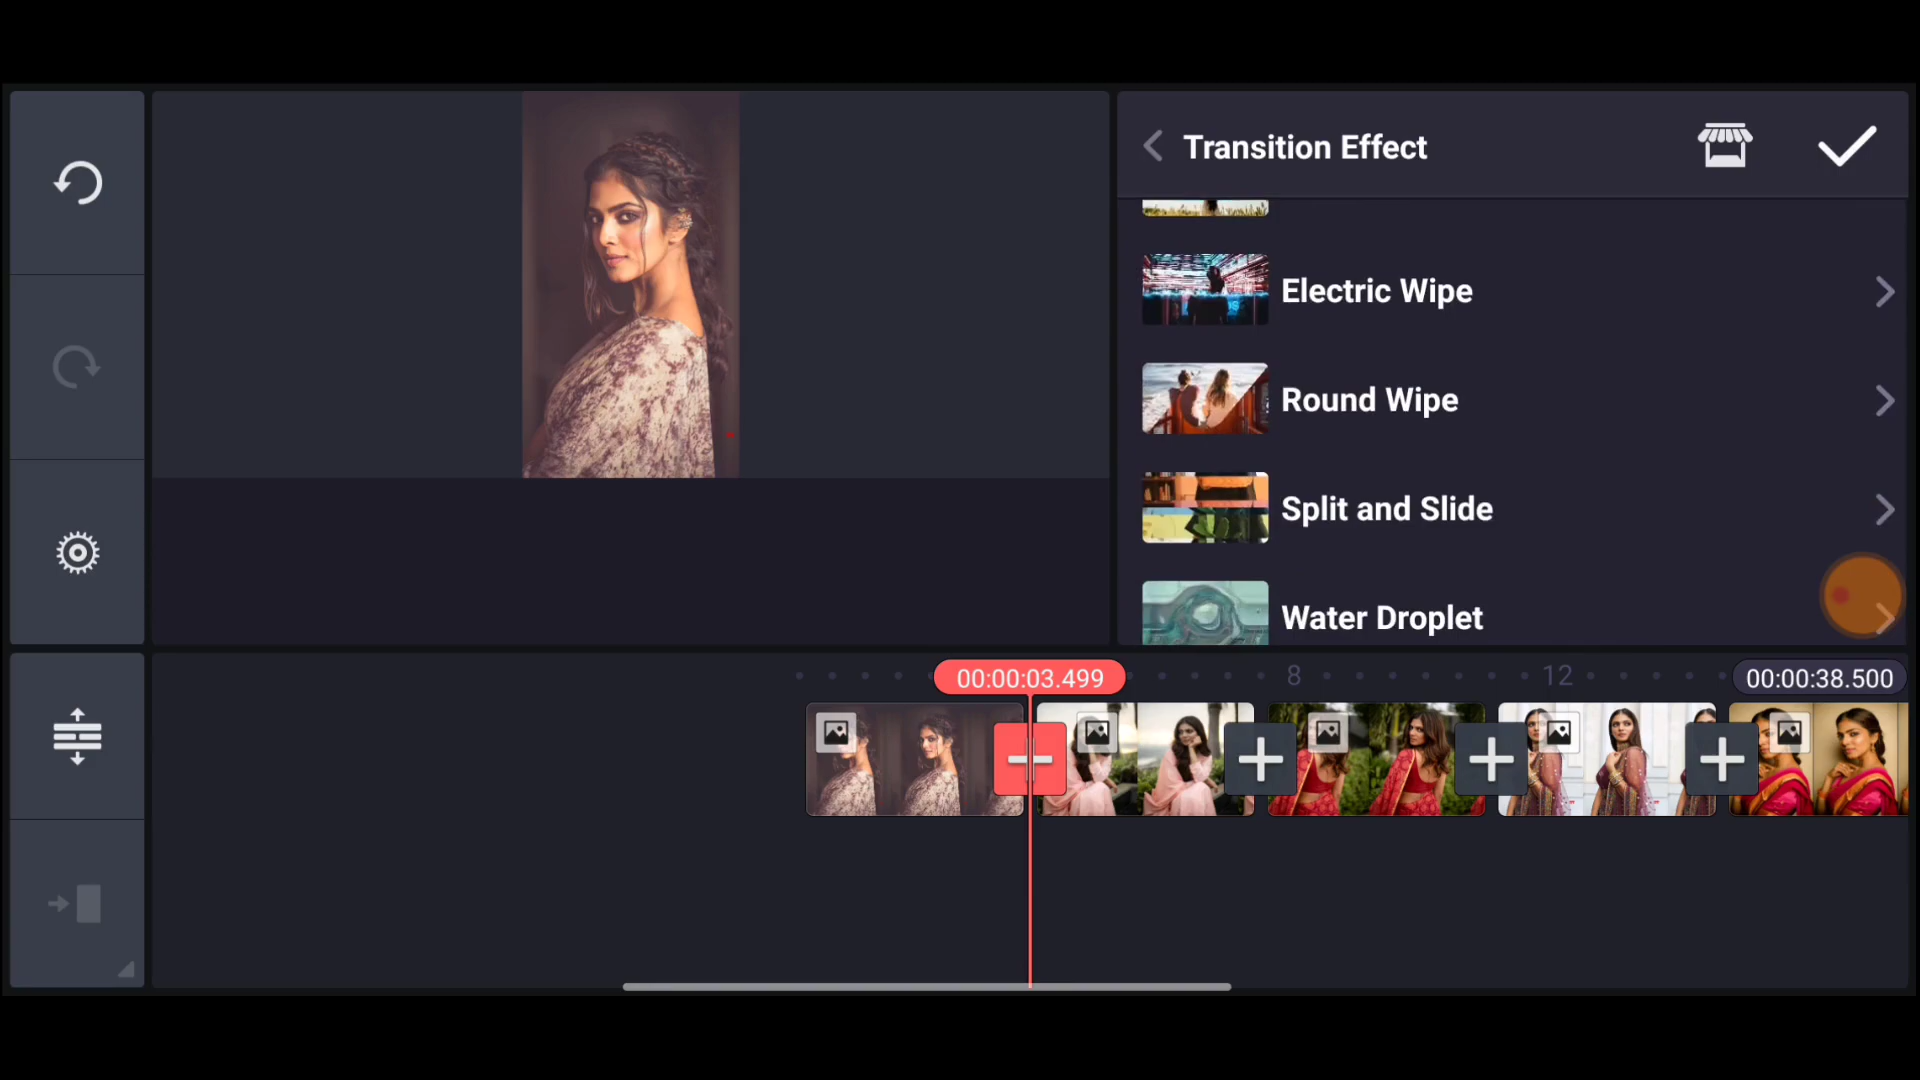 Transition Effect
Electric Wipe
Round Wipe
Split and Slide
Water Droplet
00:00:03.499
8
12
00:00:38.500